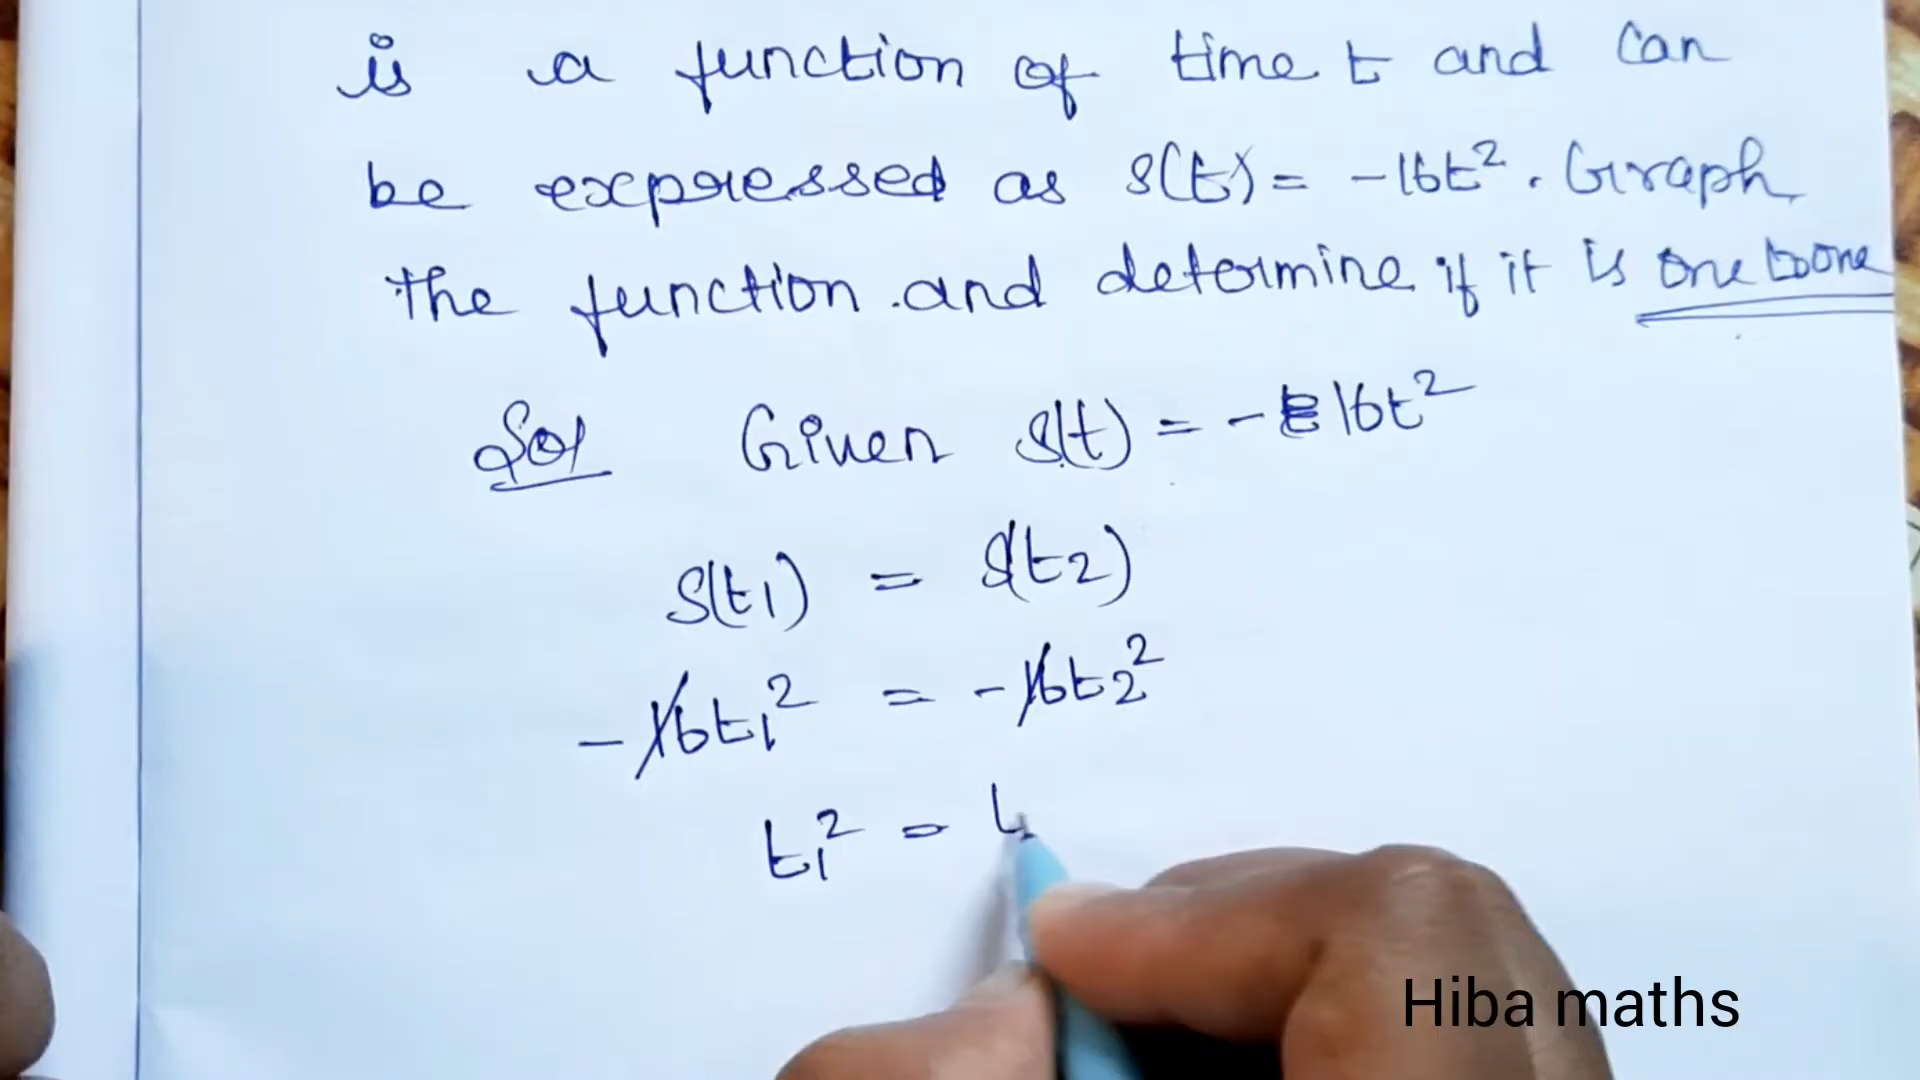 is a function of time t and can
be expressed as s(t) = -16t². Graph
the function and determine if it is one to one
Sol Given s(t) = -16t²
S(t₁) = S(t₂)
-16t₁² = -16t₂²
t₁² =
Hiba maths